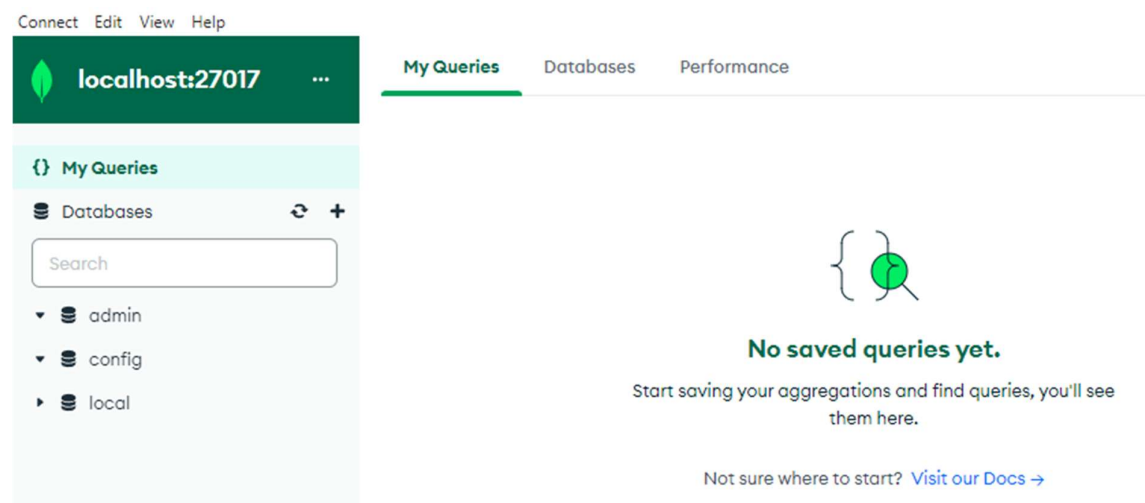 Connect Edit View Help
localhost:27017 ...
My Queries Databases Performance
{} My Queries
Databases
Search
admin
config
local
No saved queries yet.
Start saving your aggregations and find queries, you'll see
them here.
Not sure where to start? Visit our Docs →